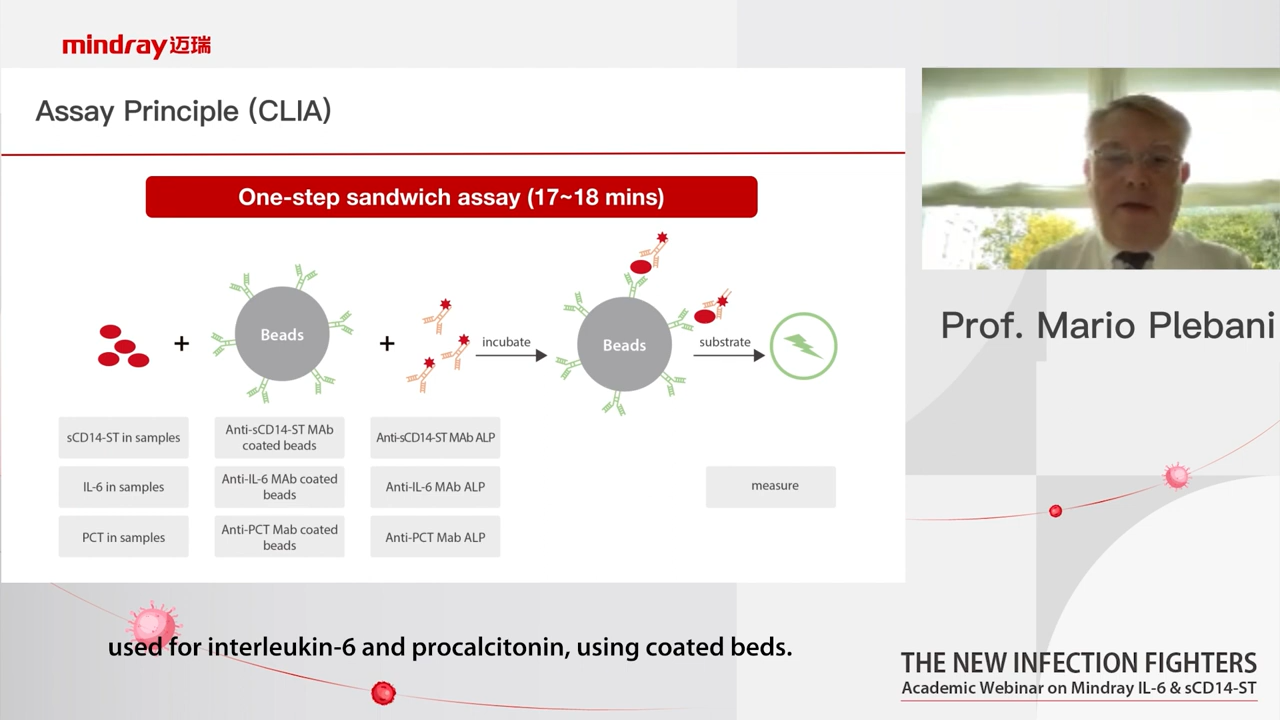 mindray迈瑞
Assay Principle (CLIA)
One-step sandwich assay (17~18 mins)
Beads
incubate
Beads
substrate
sCD14-ST in samples
Anti-sCD14-ST MAb
coated beads
Anti-sCD14-ST MAb ALP
IL-6 in samples
Anti-IL-6 MAb coated
beads
Anti-IL-6 MAb ALP
measure
PCT in samples
Anti-PCT Mab coated
beads
Anti-PCT Mab ALP
Prof. Mario Plebani
used for interleukin-6 and procalcitonin, using coated beds.
THE NEW INFECTION FIGHTERS
Academic Webinar on Mindray IL-6 & sCD14-ST